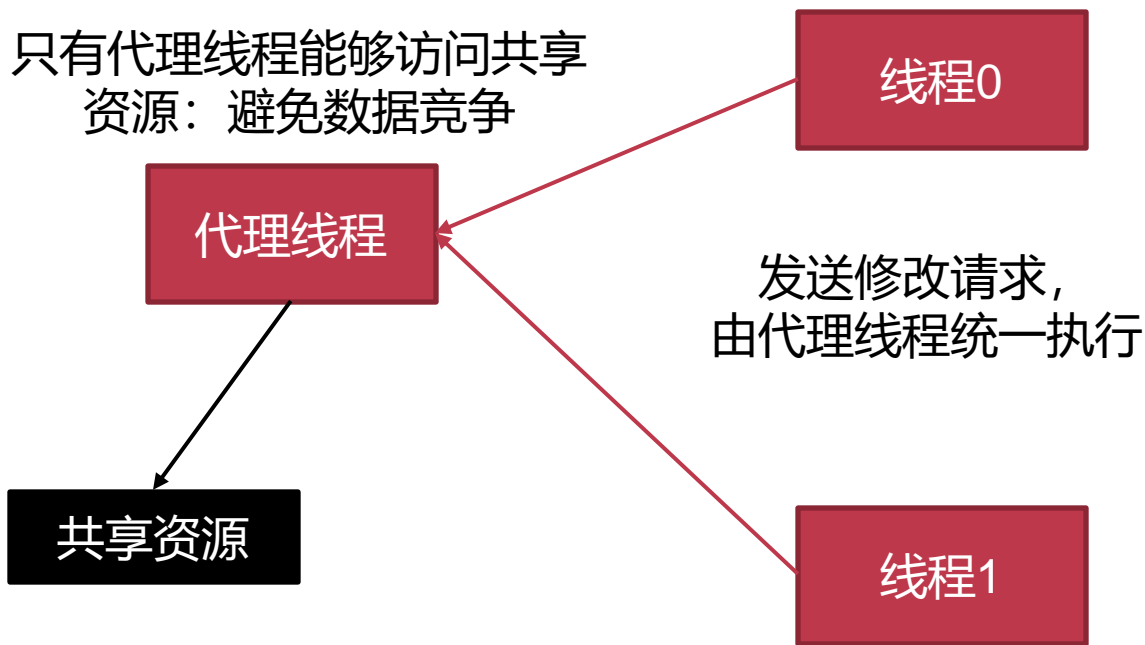 只有代理线程能够访问共享
资源：避免数据竞争
线程0
代理线程
发送修改请求，
由代理线程统一执行
共享资源
线程1